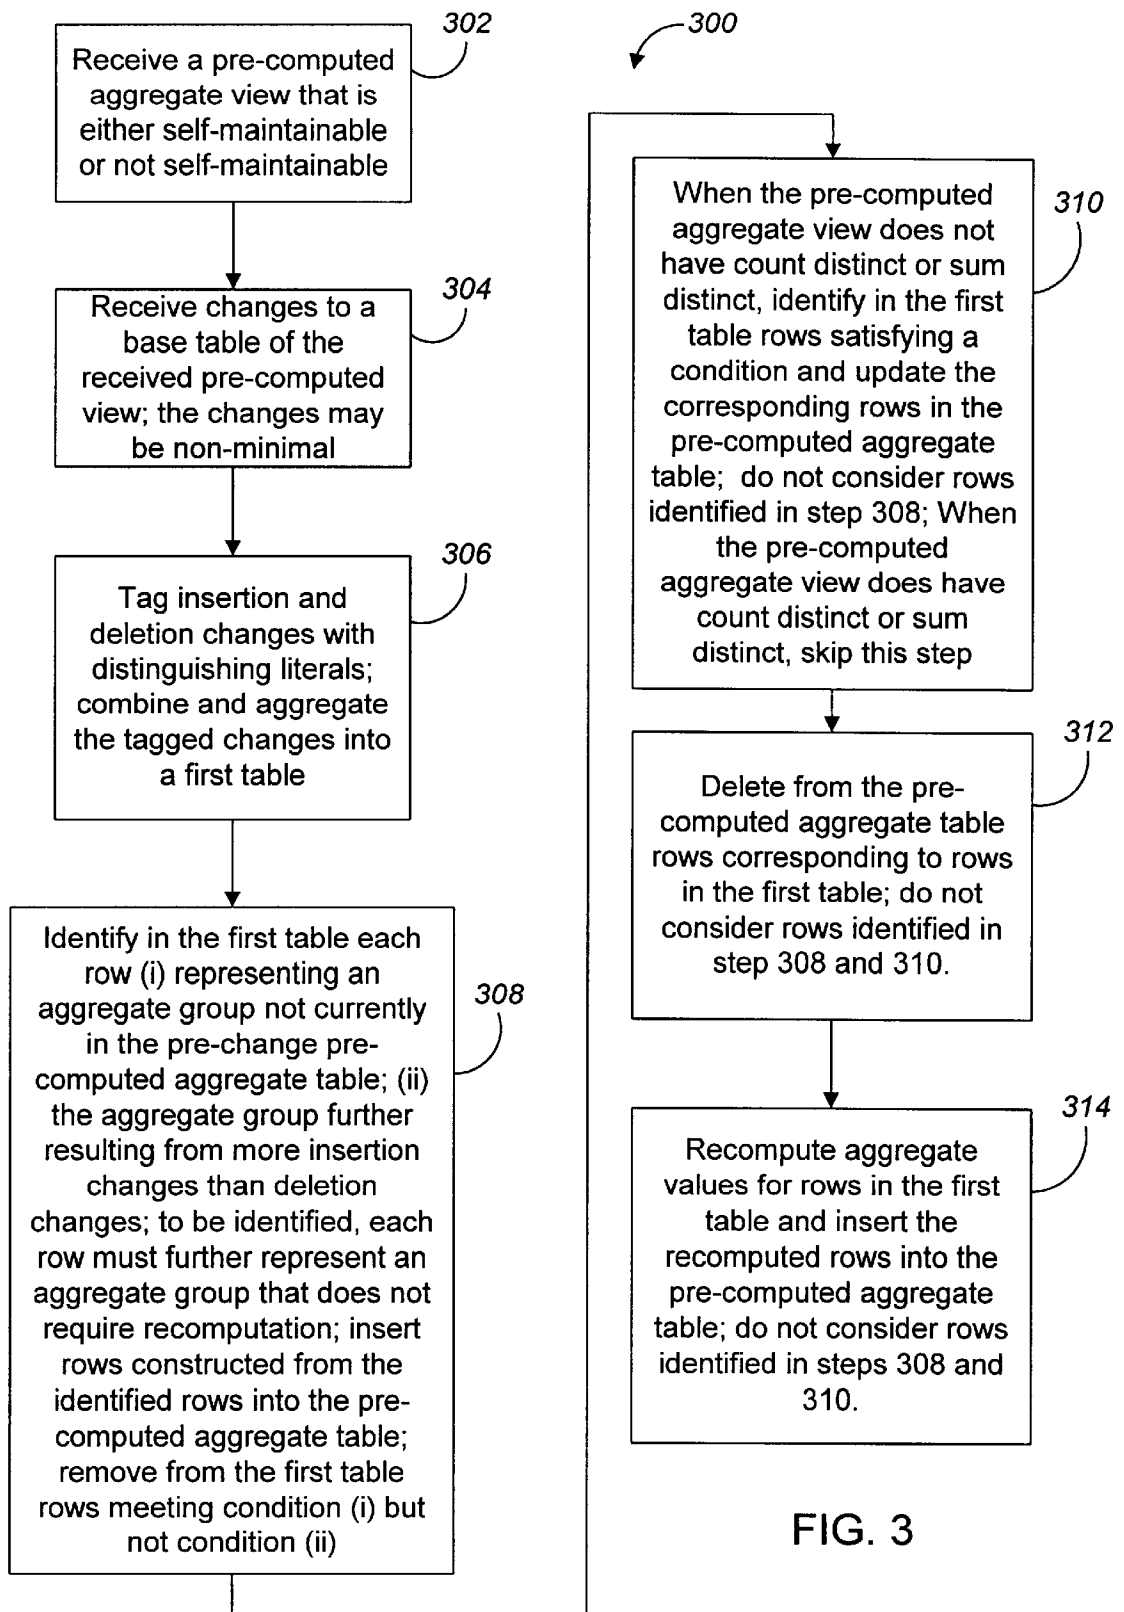 302
Receive a pre-computed
aggregate view that is
either self-maintainable
or not self-maintainable
304
Receive changes to a
base table of the
received pre-computed
view; the changes may
be non-minimal
306
Tag insertion and
deletion changes with
distinguishing literals;
combine and aggregate
the tagged changes into
a first table
308
Identify in the first table each
row (i) representing an
aggregate group not currently
in the pre-change pre-
computed aggregate table; (ii)
the aggregate group further
resulting from more insertion
changes than deletion
changes; to be identified, each
row must further represent an
aggregate group that does not
require recomputation; insert
rows constructed from the
identified rows into the pre-
computed aggregate table;
remove from the first table
rows meeting condition (i) but
not condition (ii)
300
310
When the pre-computed
aggregate view does not
have count distinct or sum
distinct, identify in the first
table rows satisfying a
condition and update the
corresponding rows in the
pre-computed aggregate
table; do not consider rows
identified in step 308; When
the pre-computed
aggregate view does have
count distinct or sum
distinct, skip this step
312
Delete from the pre-
computed aggregate table
rows corresponding to rows
in the first table; do not
consider rows identified in
step 308 and 310.
314
Recompute aggregate
values for rows in the first
table and insert the
recomputed rows into the
pre-computed aggregate
table; do not consider rows
identified in steps 308 and
310.
FIG. 3